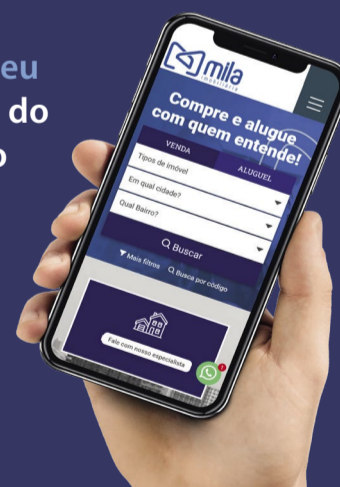 eu
do
o
mila
imobiliária
Compre e alugue
com quem entende!
VENDA
ALUGUEL
Tipos de imóvel
Em qual cidade?
Qual Bairro?
Buscar
Mais filtros
Busca por código
Fale com nosso especialista